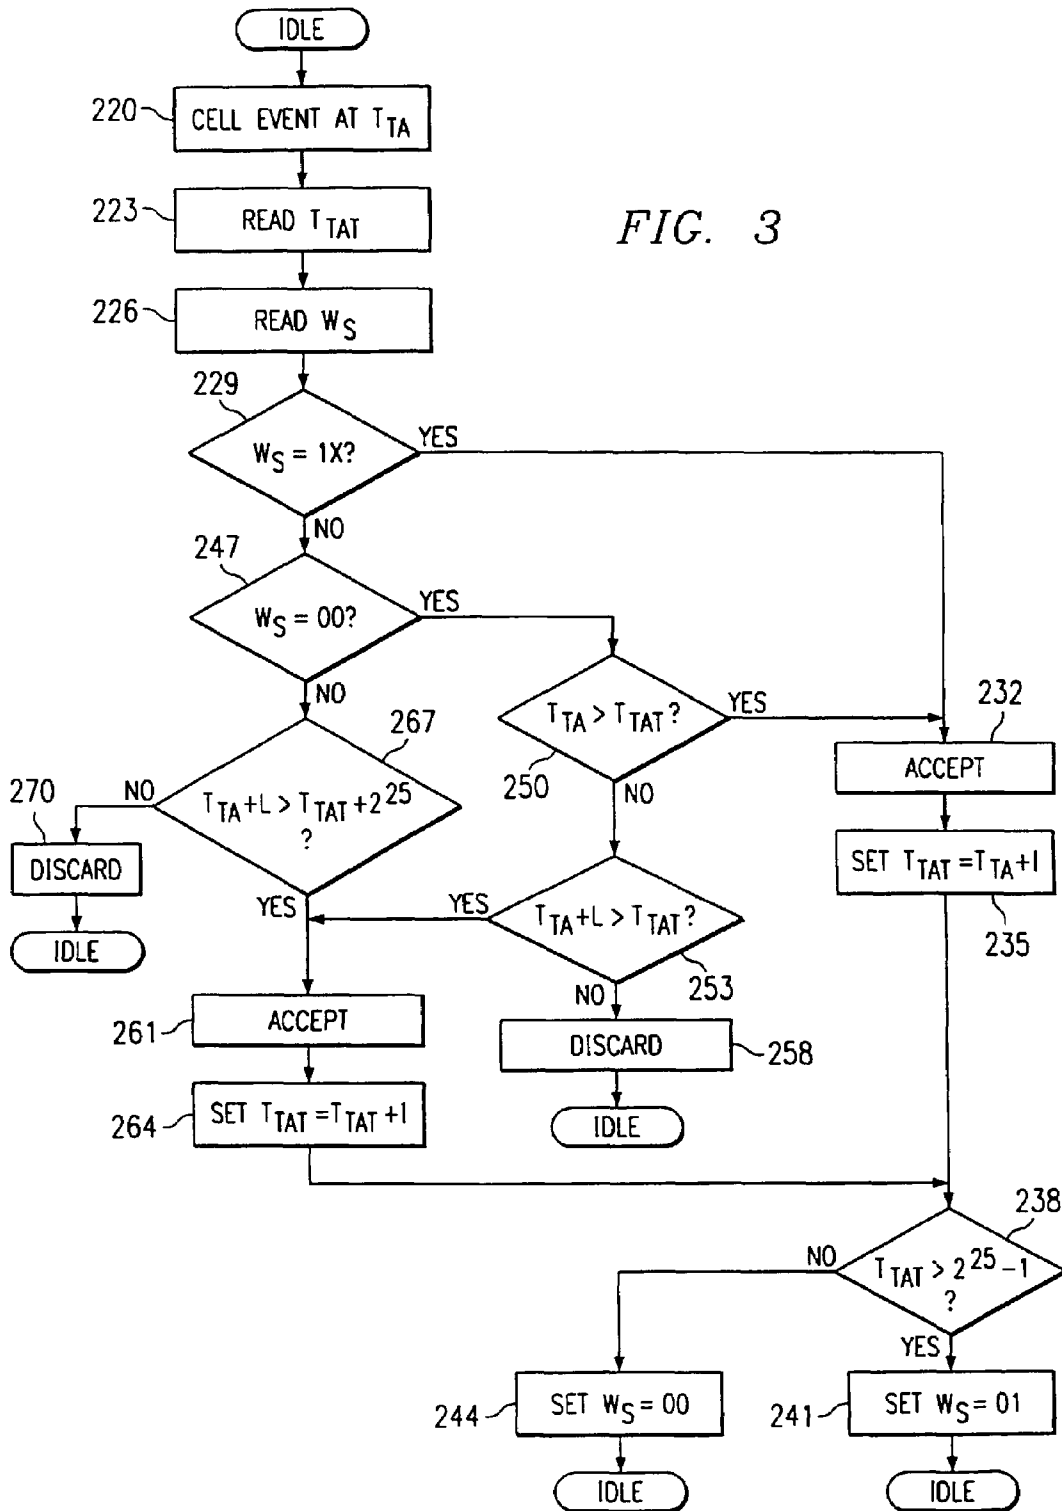 IDLE
220 CELL EVENT AT T_TA
223 READ T_TAT
FIG. 3
226 READ W_S
229
W_S = 1X? YES
NO
247
W_S = 00? YES
NO
267
T_TA > T_TAT? YES
250
NO
232
ACCEPT
270
NO
T_TA+L > T_TAT+2^25
?
DISCARD
YES
IDLE
SET T_TAT=T_TA+I
235
YES
T_TA+L > T_TAT?
253
NO
261 ACCEPT
DISCARD 258
264 SET T_TAT=T_TAT+I
IDLE
238
NO
T_TAT > 2^25-1
?
YES
244 SET W_S = 00
241 SET W_S = 01
IDLE
IDLE